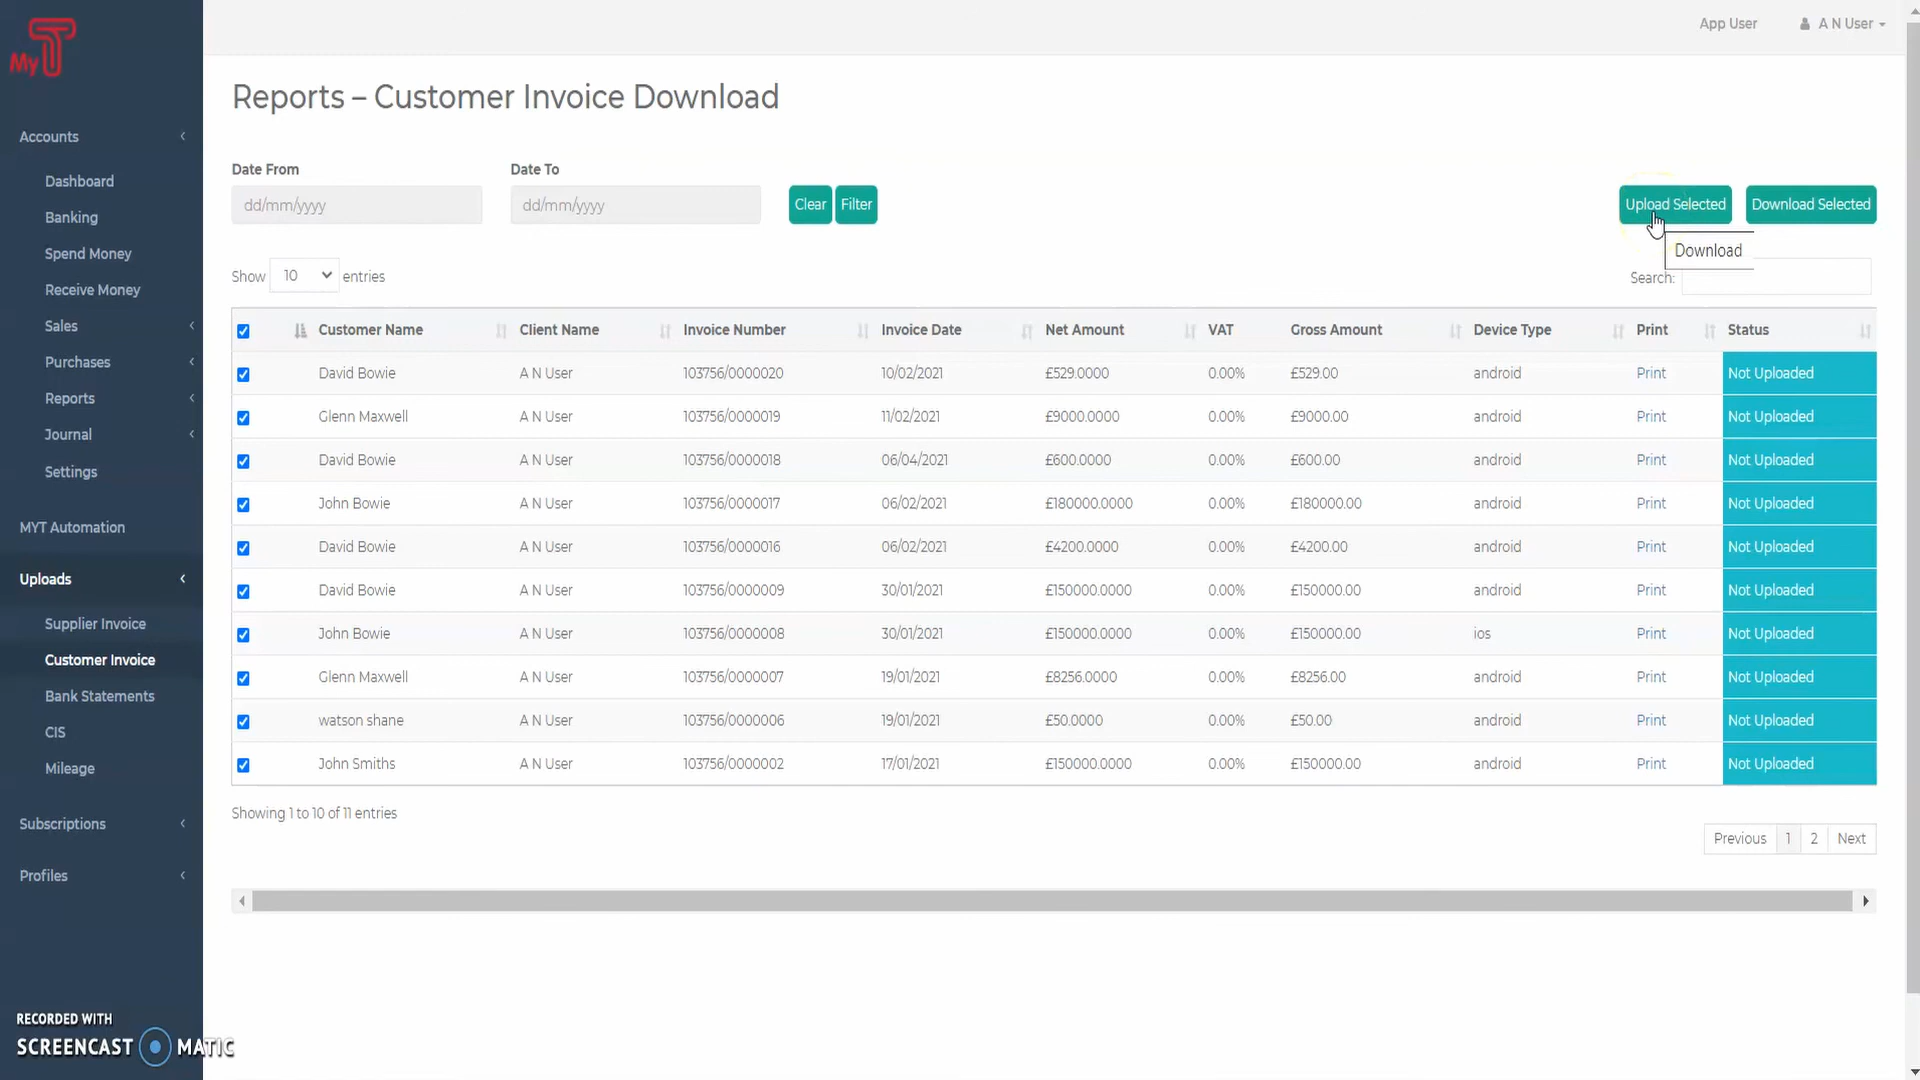 MyT
App User
A N User
Reports – Customer Invoice Download
Accounts
Dashboard
Banking
Spend Money
Receive Money
Sales
Purchases
Reports
Journal
Settings
MYT Automation
Uploads
Supplier Invoice
Customer Invoice
Bank Statements
CIS
Mileage
Subscriptions
Profiles
Date From
Date To
dd/mm/yyyy
dd/mm/yyyy
Clear
Filter
Upload Selected
Download Selected
Download
Show 10 entries
Search:
Customer Name Client Name Invoice Number Invoice Date Net Amount VAT Gross Amount Device Type Print Status
David Bowie A N User 103756/0000020 10/02/2021 £529.0000 0.00% £529.00 android Print Not Uploaded
Glenn Maxwell A N User 103756/0000019 11/02/2021 £9000.0000 0.00% £9000.00 android Print Not Uploaded
David Bowie A N User 103756/0000018 06/04/2021 £600.0000 0.00% £600.00 android Print Not Uploaded
John Bowie A N User 103756/0000017 06/02/2021 £180000.0000 0.00% £180000.00 android Print Not Uploaded
David Bowie A N User 103756/0000016 06/02/2021 £4200.0000 0.00% £4200.00 android Print Not Uploaded
David Bowie A N User 103756/0000009 30/01/2021 £150000.0000 0.00% £150000.00 android Print Not Uploaded
John Bowie A N User 103756/0000008 30/01/2021 £150000.0000 0.00% £150000.00 ios Print Not Uploaded
Glenn Maxwell A N User 103756/0000007 19/01/2021 £8256.0000 0.00% £8256.00 android Print Not Uploaded
watson shane A N User 103756/0000006 19/01/2021 £50.0000 0.00% £50.00 android Print Not Uploaded
John Smiths A N User 103756/0000002 17/01/2021 £150000.0000 0.00% £150000.00 android Print Not Uploaded
Showing 1 to 10 of 11 entries
Previous 1 2 Next
RECORDED WITH
SCREENCAST MATIC